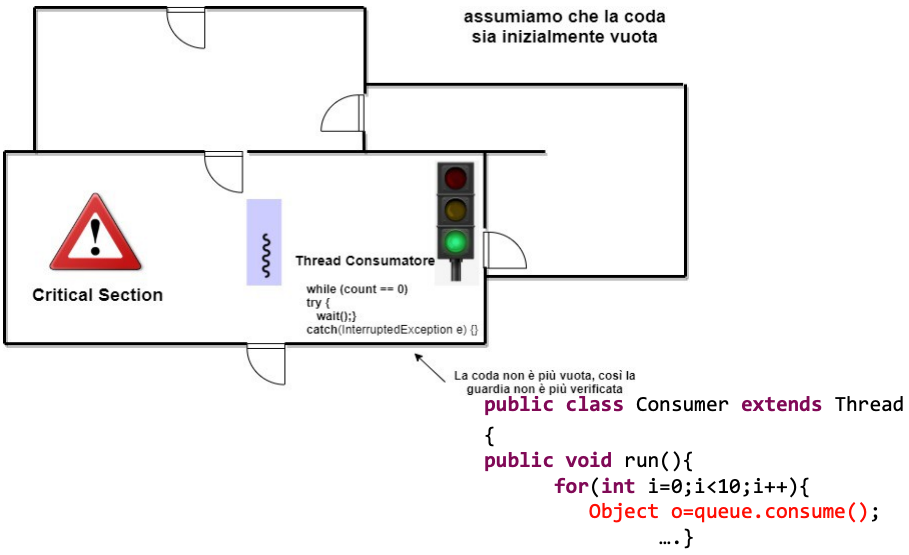 assumiamo che la coda
sia inizialmente vuota
Critical Section
Thread Consumatore
while (count == 0)
try {
wait();}
catch(InterruptedException e) {}
La coda non è più vuota, così la
guardia non è più verificata
public class Consumer extends Thread
{
public void run(){
for(int i=0;i<10;i++){
Object o=queue.consume();
….}